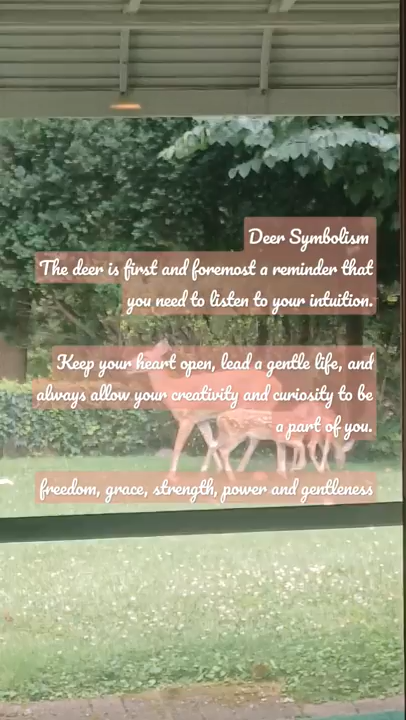 Deer Symbolism
The deer is first and foremost a reminder that
you need to listen to your intuition.
Keep your heart open, lead a gentle life, and
always allow your creativity and curiosity to be
a part of you.
freedom, grace, strength, power and gentleness